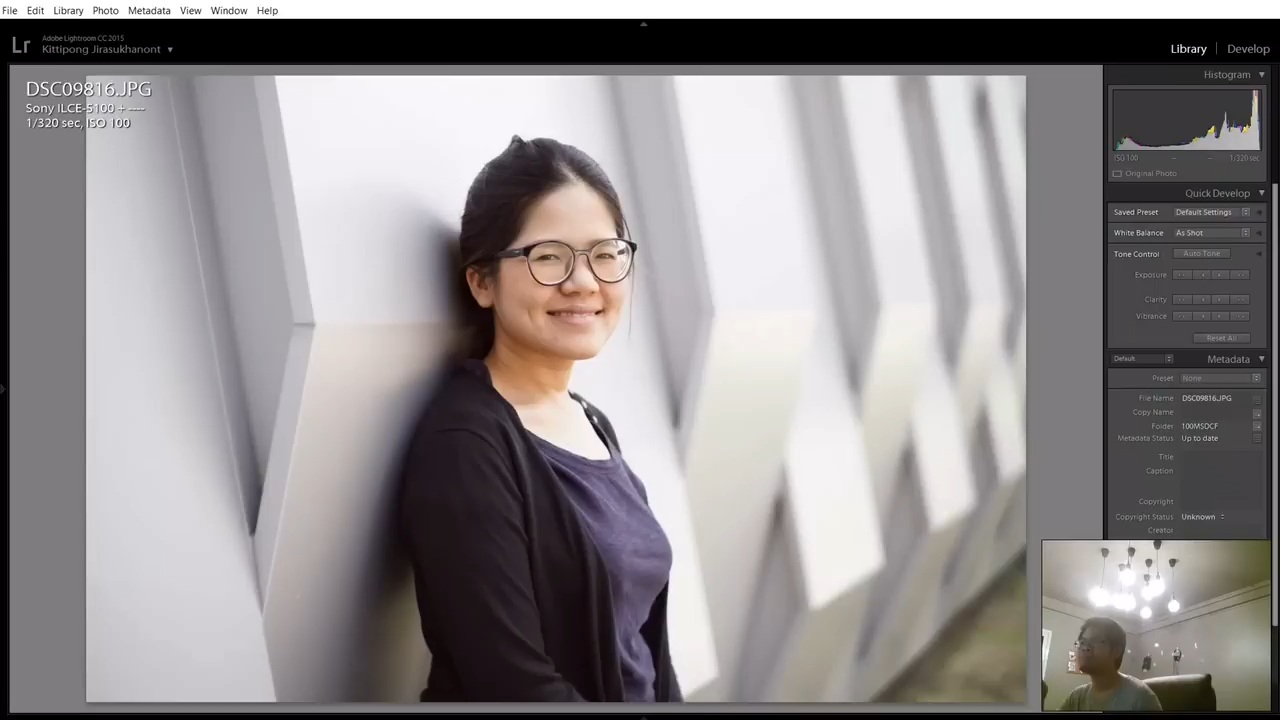 File Edit Library Photo Metadata View Window Help
Lr
Adobe Lightroom CC 2015
Kittipong Jirasukhanont
Library | Develop
DSC09816.JPG
Sony ILCE-5100 + ----
1/320 sec, ISO 100
Histogram
ISO 100 – – 1/320 sec
Original Photo
Quick Develop
Saved Preset Default Settings
White Balance As Shot
Tone Control Auto Tone
Exposure
Clarity
Vibrance
Reset All
Default Metadata
Preset None
File Name DSC09816.JPG
Copy Name
Folder 100MSDCF
Metadata Status Up to date
Title
Caption
Copyright
Copyright Status Unknown
Creator